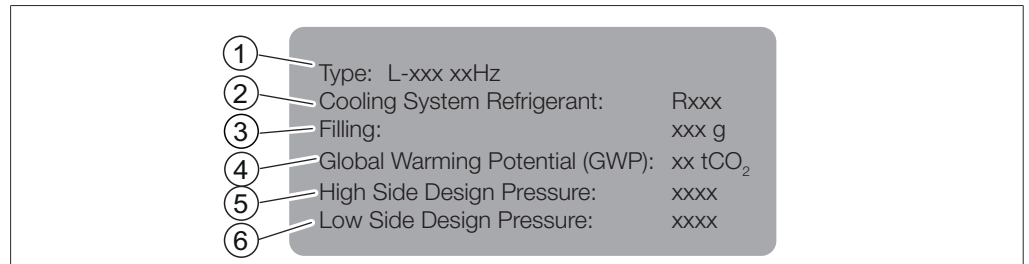 ① Type: L-xxx xxHz
② Cooling System Refrigerant: Rxxx
③ Filling: xxx g
④ Global Warming Potential (GWP): xx tCO₂
⑤ High Side Design Pressure: xxxx
⑥ Low Side Design Pressure: xxxx